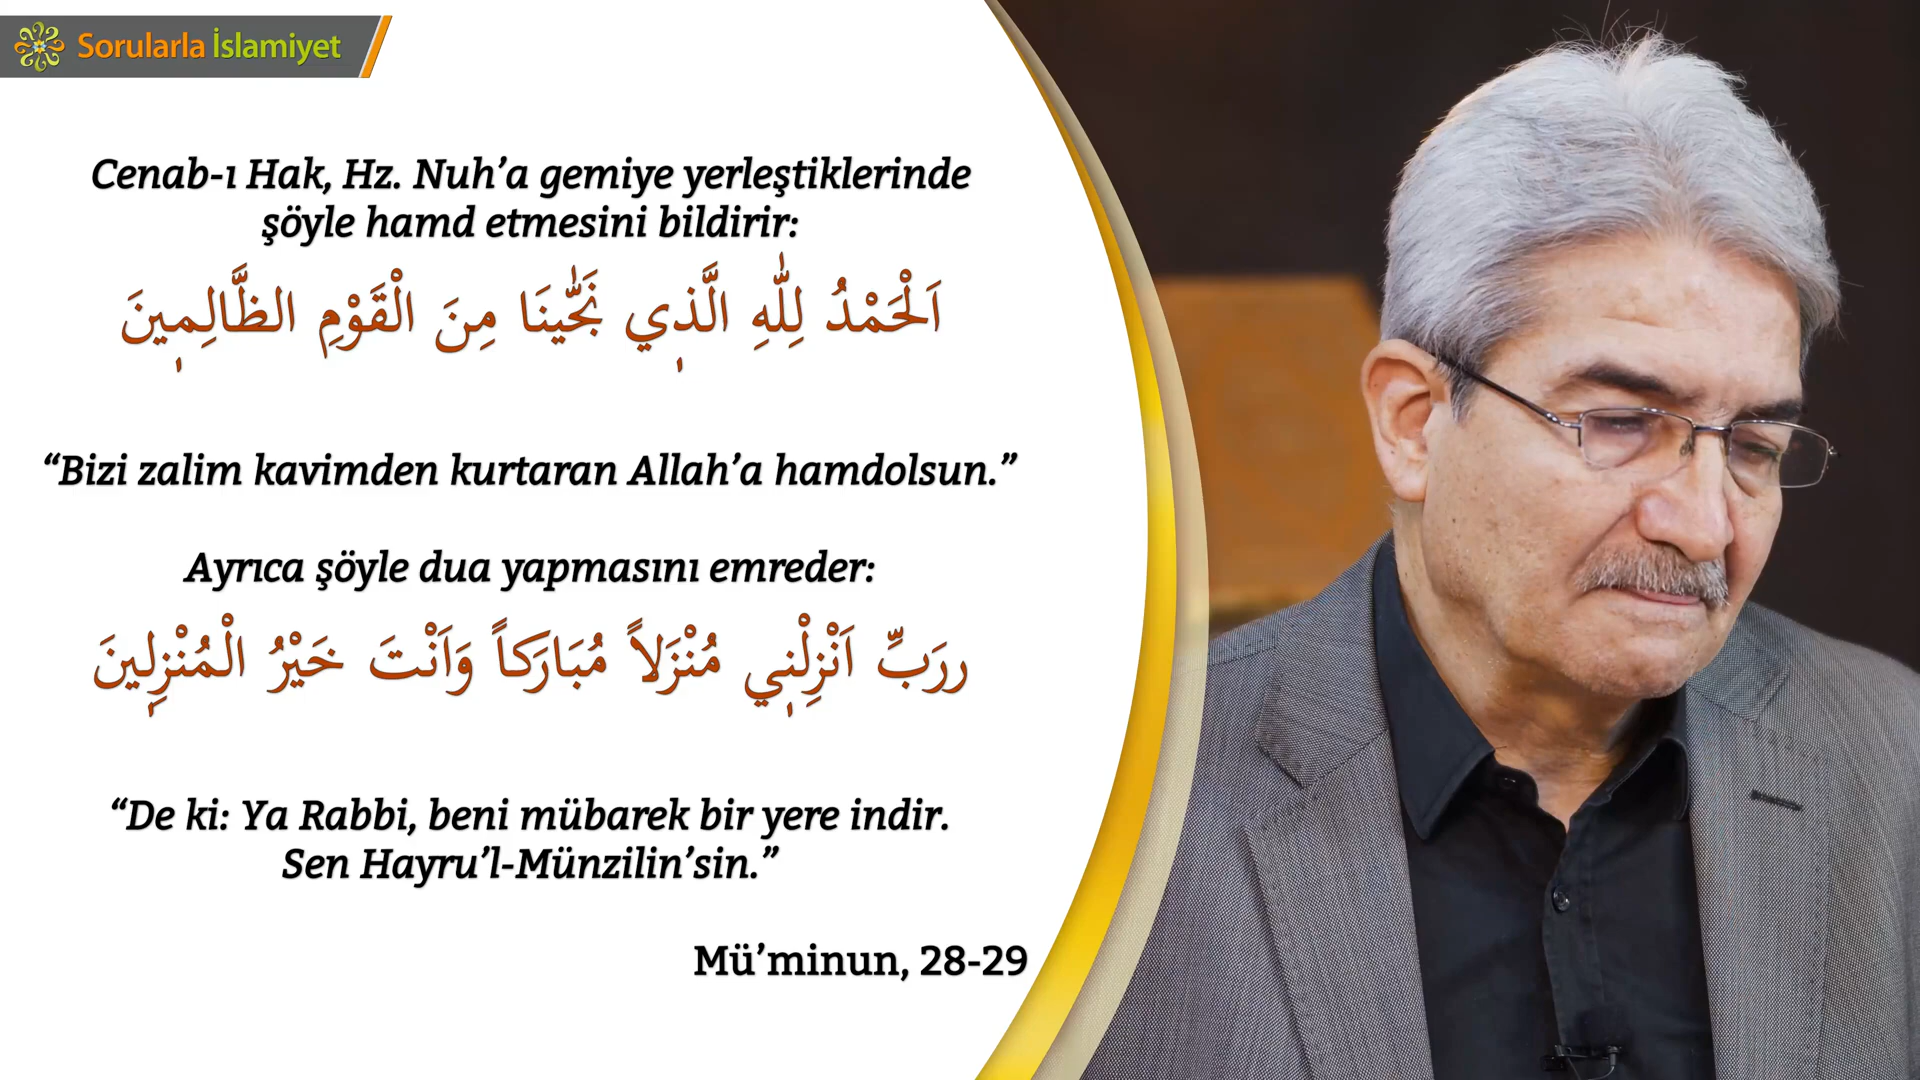 Sorularla İslamiyet
Cenab-ı Hak, Hz. Nuh’a gemiye yerleştiklerinde
şöyle hamd etmesini bildirir:
اَلْحَمْدُ لِلّٰهِ الَّذ۪ي نَجّٰينَا مِنَ الْقَوْمِ الظَّالِم۪ينَ
“Bizi zalim kavimden kurtaran Allah’a hamdolsun.”
Ayrıca şöyle dua yapmasını emreder:
ررَبِّ اَنْزِلْن۪ي مُنْزَلاً مُبَارَكاً وَاَنْتَ خَيْرُ الْمُنْزِل۪ينَ
“De ki: Ya Rabbi, beni mübarek bir yere indir.
Sen Hayru’l-Münzilin’sin.”
Mü’minun, 28-29